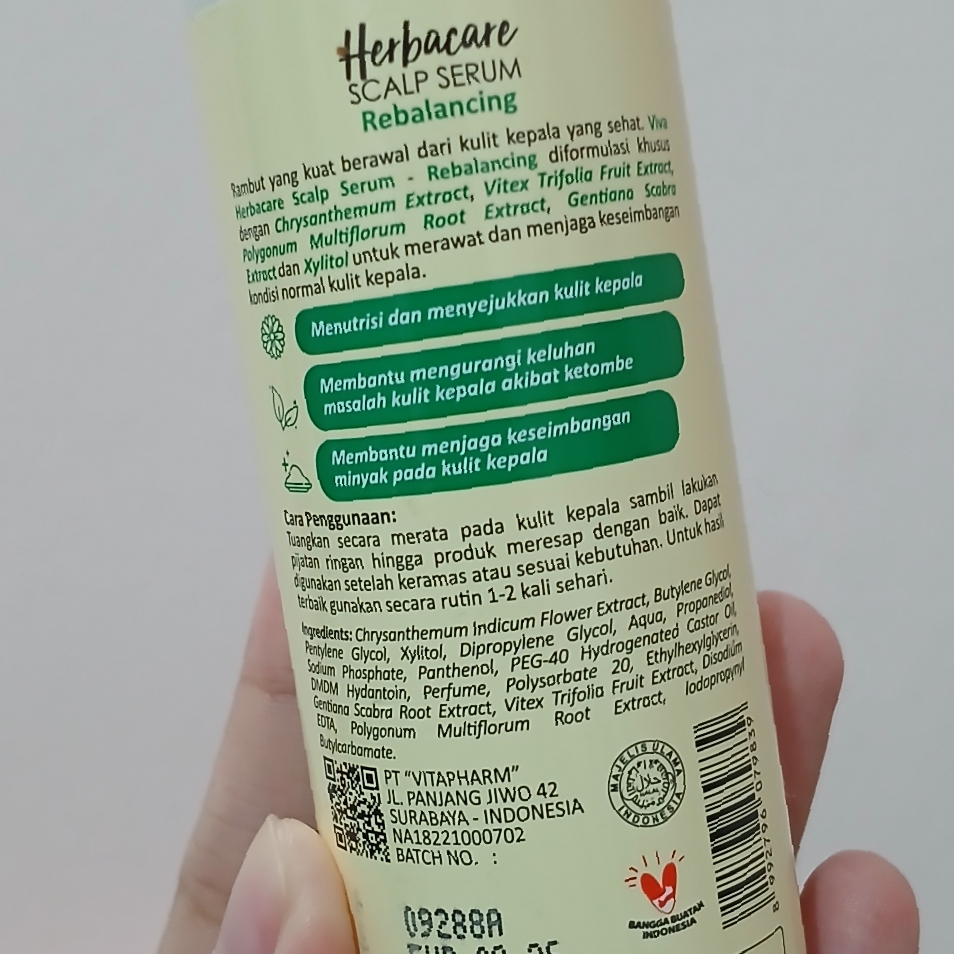 Herbacare
SCALP SERUM
Rebalancing
Rambut yang kuat berawal dari kulit kepala yang sehat. Viva
Herbacare Scalp Serum - Rebalancing diformulasi khusus
dengan Chrysanthemum Extract, Vitex Trifolia Fruit Extract,
Polygonum Multiflorum Root Extract, Gentiana Scabra
Extract dan Xylitol untuk merawat dan menjaga keseimbangan
kondisi normal kulit kepala.
Menutrisi dan menyejukkan kulit kepala
Membantu mengurangi keluhan
masalah kulit kepala akibat ketombe
Membantu menjaga keseimbangan
minyak pada kulit kepala
Cara Penggunaan:
Tuangkan secara merata pada kulit kepala sambil lakukan
pijatan ringan hingga produk meresap dengan baik. Dapat
digunakan setelah keramas atau sesuai kebutuhan. Untuk hasil
terbaik gunakan secara rutin 1-2 kali sehari.
Ingredients: Chrysanthemum Indicum Flower Extract, Butylene Glycol,
Pentylene Glycol, Xylitol, Dipropylene Glycol, Aqua, Propanediol,
Sodium Phosphate, Panthenol, PEG-40 Hydrogenated Castor Oil,
DMDM Hydantoin, Perfume, Polysorbate 20, Ethylhexylglycerin,
Gentiana Scabra Root Extract, Vitex Trifolia Fruit Extract, Disodium
EDTA, Polygonum Multiflorum Root Extract, Iodopropynyl
Butylcarbamate.
PT "VITAPHARM"
JL. PANJANG JIWO 42
SURABAYA - INDONESIA
NA18221000702
BATCH NO. :
09288A
MAJELIS ULAMA
INDONESIA
حلال
BANGGA BUATAN
INDONESIA
8 992796 079839